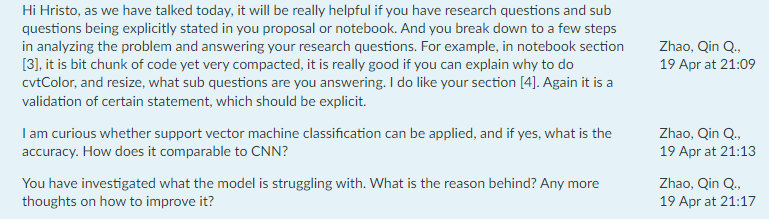 Hi Hristo, as we have talked today, it will be really helpful if you have research questions and sub
questions being explicitly stated in you proposal or notebook. And you break down to a few steps
in analyzing the problem and answering your research questions. For example, in notebook section
[3], it is bit chunk of code yet very compacted, it is really good if you can explain why to do
cvtColor, and resize, what sub questions are you answering. I do like your section [4]. Again it is a
validation of certain statement, which should be explicit.
Zhao, Qin Q.,
19 Apr at 21:09
I am curious whether support vector machine classification can be applied, and if yes, what is the
accuracy. How does it comparable to CNN?
Zhao, Qin Q.,
19 Apr at 21:13
You have investigated what the model is struggling with. What is the reason behind? Any more
thoughts on how to improve it?
Zhao, Qin Q.,
19 Apr at 21:17